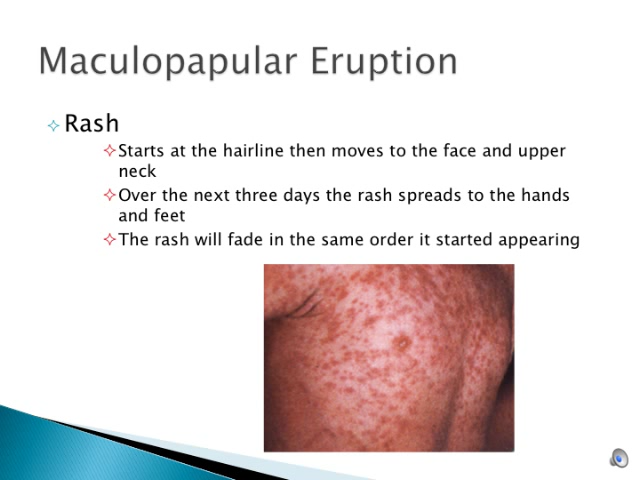 Maculopapular Eruption
Rash
Starts at the hairline then moves to the face and upper
neck
Over the next three days the rash spreads to the hands
and feet
The rash will fade in the same order it started appearing